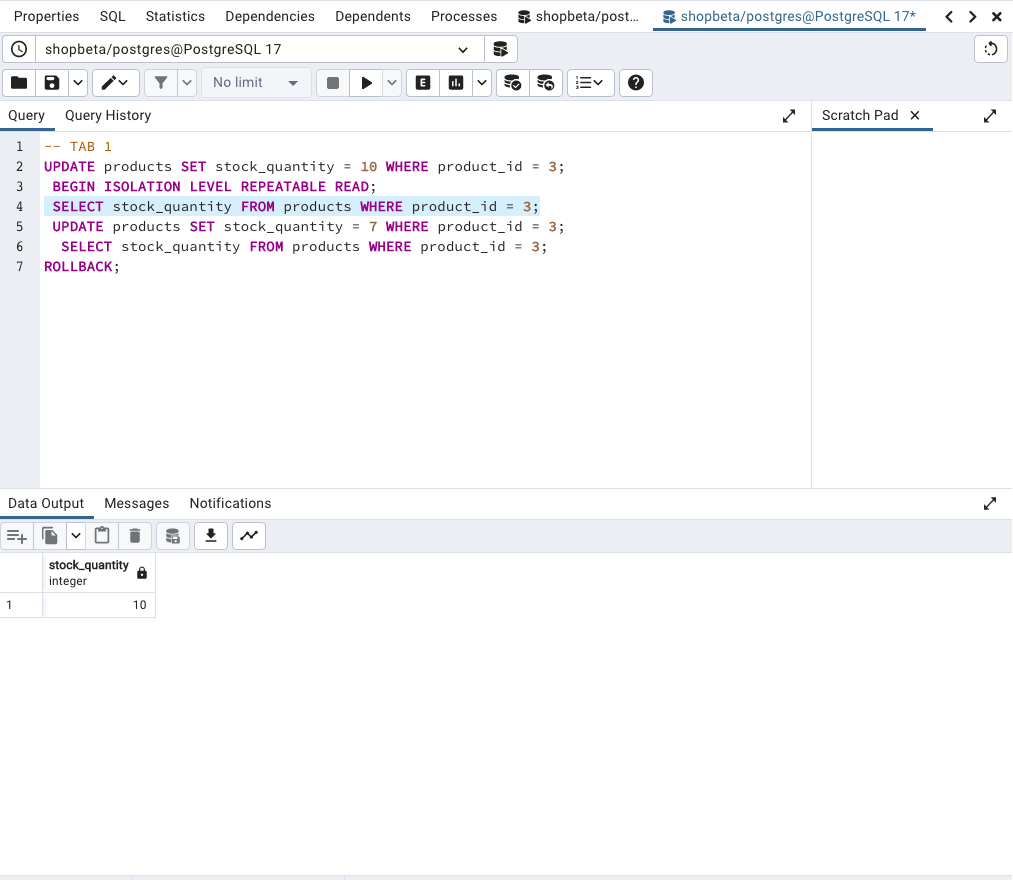 Properties SQL Statistics Dependencies Dependents Processes shopbeta/post... shopbeta/postgres@PostgreSQL 17*
shopbeta/postgres@PostgreSQL 17
No limit E ?
Query Query History Scratch Pad
1 -- TAB 1
2 UPDATE products SET stock_quantity = 10 WHERE product_id = 3;
3 BEGIN ISOLATION LEVEL REPEATABLE READ;
4 SELECT stock_quantity FROM products WHERE product_id = 3;
5 UPDATE products SET stock_quantity = 7 WHERE product_id = 3;
6 SELECT stock_quantity FROM products WHERE product_id = 3;
7 ROLLBACK;
Data Output Messages Notifications
stock_quantity
integer
1 10